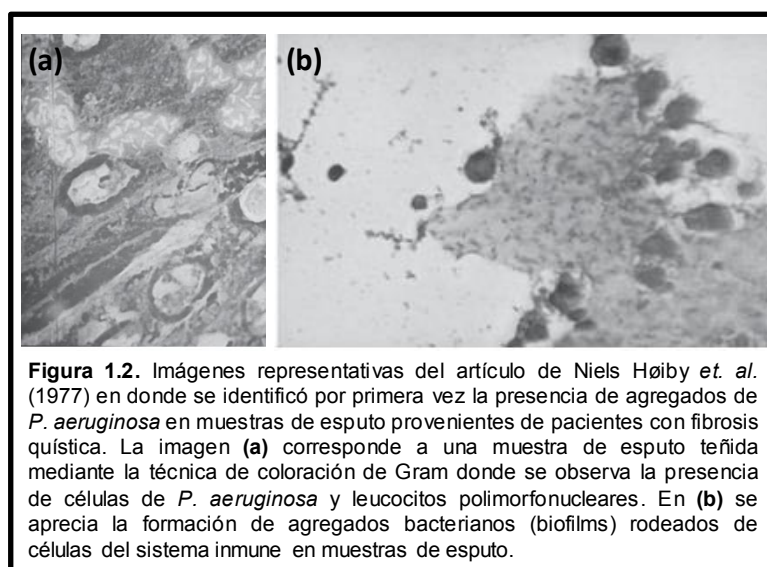 (a)
(b)
Figura 1.2. Imágenes representativas del artículo de Niels Høiby et. al.
(1977) en donde se identificó por primera vez la presencia de agregados de
P. aeruginosa en muestras de esputo provenientes de pacientes con fibrosis
quística. La imagen (a) corresponde a una muestra de esputo teñida
mediante la técnica de coloración de Gram donde se observa la presencia
de células de P. aeruginosa y leucocitos polimorfonucleares. En (b) se
aprecia la formación de agregados bacterianos (biofilms) rodeados de
células del sistema inmune en muestras de esputo.